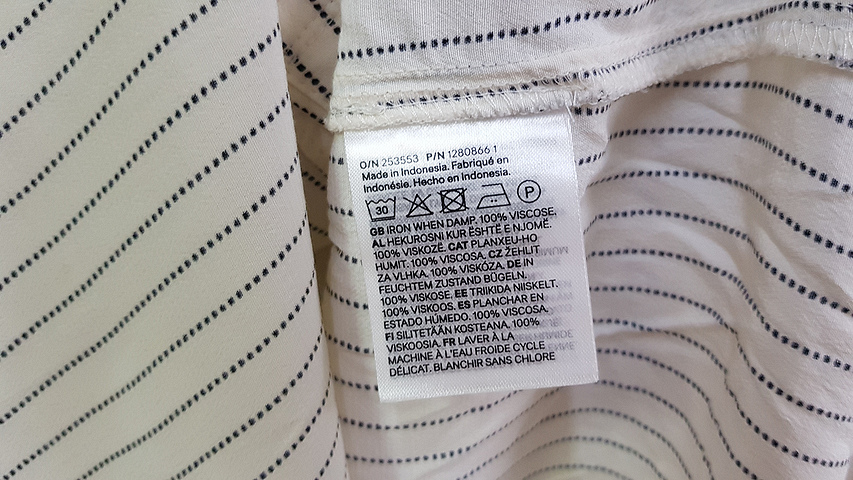 O/N 253553 P/N 1280866 1
Made in Indonesia. Fabriqué en
Indonésie. Hecho en Indonesia.
30 P
GB IRON WHEN DAMP. 100% VISCOSE.
AL HEKUROSNI KUR ËSHTË E NJOMË.
100% VISKOZË. CAT PLANXEU-HO
HUMIT. 100% VISCOSA. CZ ŽEHLIT
ZA VLHKA. 100% VISKÓZA. DE IN
FEUCHTEM ZUSTAND BÜGELN.
100% VISKOSE. EE TRIIKIDA NIISKELT.
100% VISKOOS. ES PLANCHAR EN
ESTADO HÚMEDO. 100% VISCOSA.
FI SILITETÄÄN KOSTEANA. 100%
VISKOOSIA. FR LAVER À LA
MACHINE À L'EAU FROIDE CYCLE
DÉLICAT. BLANCHIR SANS CHLORE